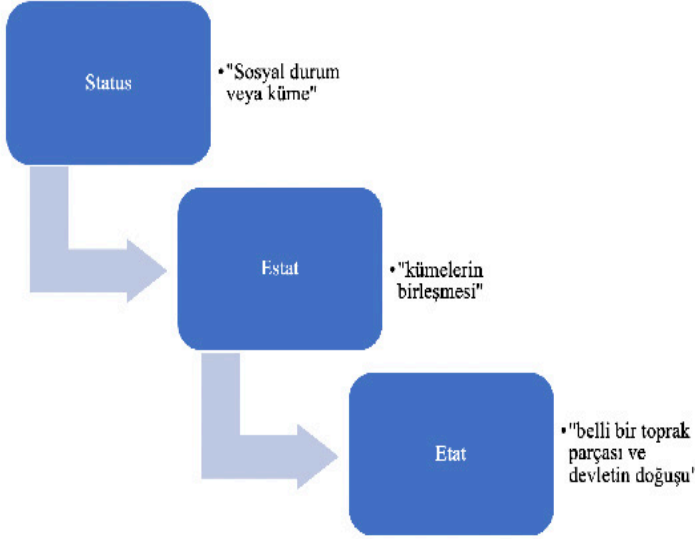 Status
•"Sosyal durum
veya küme"
Estat
•"kümelerin
birleşmesi"
Etat
•"belli bir toprak
parçası ve
devletin doğuşu"